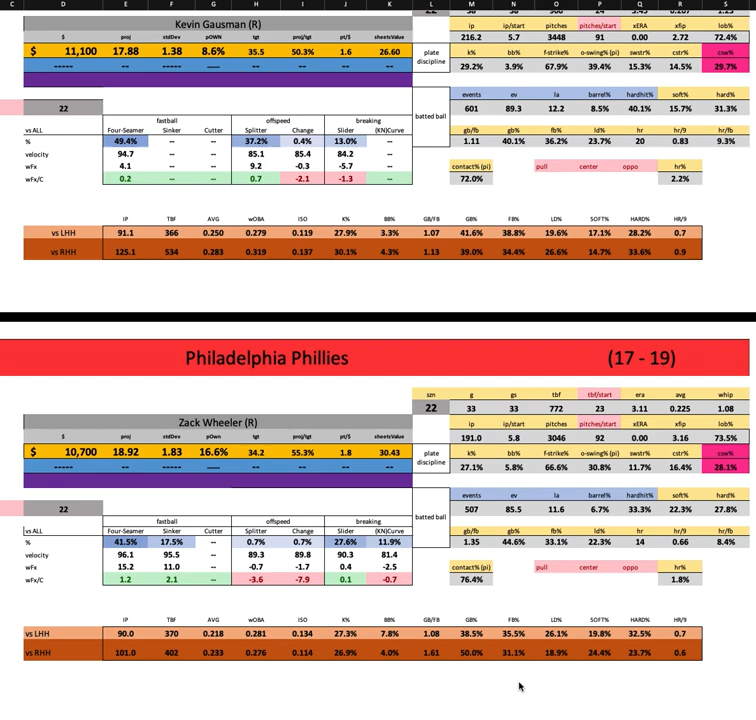 C D E F G H I J K L M N O P Q R S
22
ip ip/start pitches pitches/start xERA xfip lob%
216.2 5.7 3448 91 0.00 2.72 72.4%
Kevin Gausman (R)
$ proj stdDev pOWN tgt proj/tgt pt/$ sheetsValue
$ 11,100 17.88 1.38 8.6% 35.5 50.3% 1.6 26.60
----- -- ----- -- -- -- --
plate discipline
k% bb% f-strike% o-swing% (pi) swstr% cstr% csw%
29.2% 3.9% 67.9% 39.4% 15.3% 14.5% 29.7%
22
batted ball
events ev la barrel% hardhit% soft% hard%
601 89.3 12.2 8.5% 40.1% 15.7% 31.3%
fastball offspeed breaking
vs ALL Four-Seamer Sinker Cutter Splitter Change Slider (KN)Curve
gb/fb gb% fb% ld% hr hr/9 hr/fb
% 49.4% -- -- 37.2% 0.4% 13.0% --
1.11 40.1% 36.2% 23.7% 20 0.83 9.3%
velocity 94.7 -- -- 85.1 85.4 84.2 --
wFx 4.1 -- -- 9.2 -0.3 -5.7 --
contact% (pi) pull center oppo hr%
wFx/C 0.2 -- -- 0.7 -2.1 -1.3 --
72.0% 2.2%
IP TBF AVG wOBA ISO K% BB% GB/FB GB% FB% LD% SOFT% HARD% HR/9
vs LHH 91.1 366 0.250 0.279 0.119 27.9% 3.3% 1.07 41.6% 38.8% 19.6% 17.1% 28.2% 0.7
vs RHH 125.1 534 0.283 0.319 0.137 30.1% 4.3% 1.13 39.0% 34.4% 26.6% 14.7% 33.6% 0.9
Philadelphia Phillies (17 - 19)
szn g gs tbf tbf/start era avg whip
22 33 33 772 23 3.11 0.225 1.08
Zack Wheeler (R)
ip ip/start pitches pitches/start xERA xfip lob%
191.0 5.8 3046 92 0.00 3.16 73.5%
$ proj stdDev pOwn tgt proj/tgt pt/$ sheetsValue
$ 10,700 18.92 1.83 16.6% 34.2 55.3% 1.8 30.43
----- -- ----- -- -- -- --
plate discipline
k% bb% f-strike% o-swing% (pi) swstr% cstr% csw%
27.1% 5.8% 66.6% 30.8% 11.7% 16.4% 28.1%
22
batted ball
events ev la barrel% hardhit% soft% hard%
507 85.5 11.6 6.7% 33.3% 22.3% 27.8%
fastball offspeed breaking
vs ALL Four-Seamer Sinker Cutter Splitter Change Slider (KN)Curve
gb/fb gb% fb% ld% hr hr/9 hr/fb
% 41.5% 17.5% -- 0.7% 0.7% 27.6% 11.9%
1.35 44.6% 33.1% 22.3% 14 0.66 8.4%
velocity 96.1 95.5 -- 89.3 89.8 90.3 81.4
wFx 15.2 11.0 -- -0.7 -1.7 0.4 -2.5
contact% (pi) pull center oppo hr%
wFx/C 1.2 2.1 -- -3.6 -7.9 0.1 -0.7
76.4% 1.8%
IP TBF AVG wOBA ISO K% BB% GB/FB GB% FB% LD% SOFT% HARD% HR/9
vs LHH 90.0 370 0.218 0.281 0.134 27.3% 7.8% 1.08 38.5% 35.5% 26.1% 19.8% 32.5% 0.7
vs RHH 101.0 402 0.233 0.276 0.114 26.9% 4.0% 1.61 50.0% 31.1% 18.9% 24.4% 23.7% 0.6